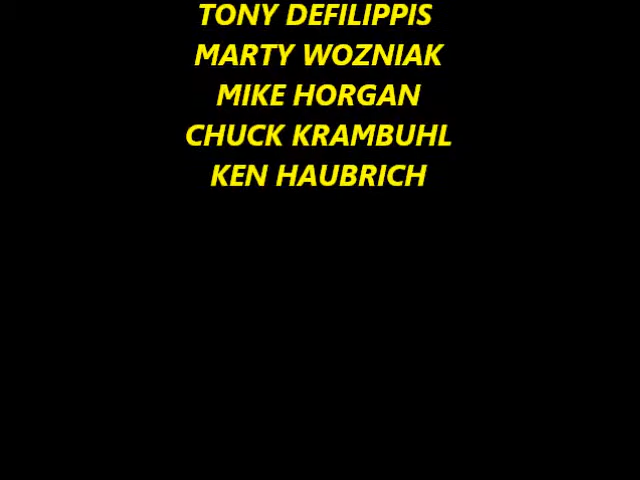 TONY DEFILIPPIS
MARTY WOZNIAK
MIKE HORGAN
CHUCK KRAMBUHL
KEN HAUBRICH